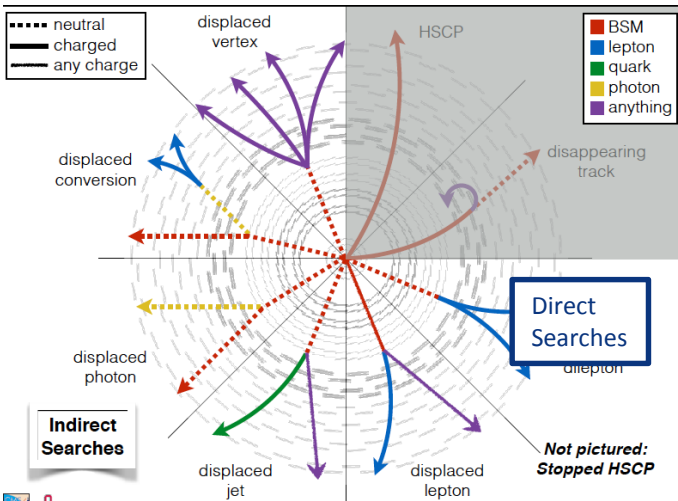 neutral
charged
any charge
displaced
vertex
HSCP
BSM
lepton
quark
photon
anything
displaced
conversion
disappearing
track
Direct
Searches
dilepton
displaced
photon
Indirect
Searches
displaced
jet
displaced
lepton
Not pictured:
Stopped HSCP